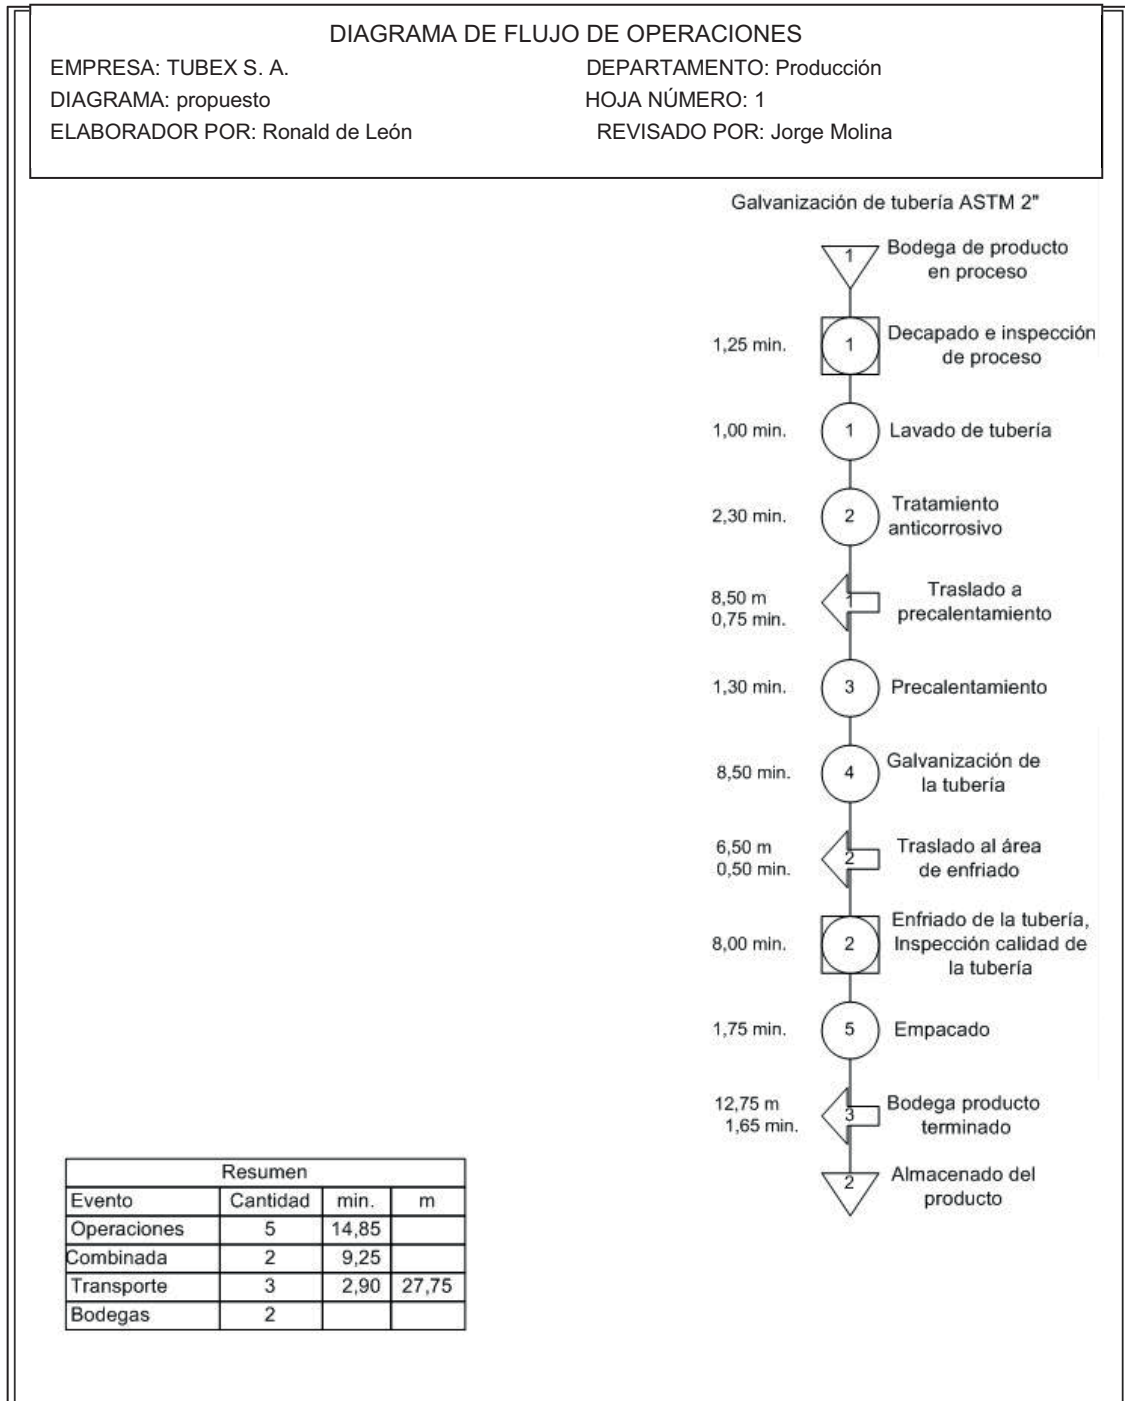 DIAGRAMA DE FLUJO DE OPERACIONES
EMPRESA: TUBEX S. A. DEPARTAMENTO: Producción
DIAGRAMA: propuesto HOJA NÚMERO: 1
ELABORADOR POR: Ronald de León REVISADO POR: Jorge Molina
Galvanización de tubería ASTM 2"
1 Bodega de producto
en proceso
1,25 min. 1 Decapado e inspección
de proceso
1,00 min. 1 Lavado de tubería
2,30 min. 2 Tratamiento
anticorrosivo
8,50 m
0,75 min. 1 Traslado a
precalentamiento
1,30 min. 3 Precalentamiento
8,50 min. 4 Galvanización de
la tubería
6,50 m
0,50 min. 2 Traslado al área
de enfriado
8,00 min. 2 Enfriado de la tubería,
Inspección calidad de
la tubería
1,75 min. 5 Empacado
12,75 m
1,65 min. 3 Bodega producto
terminado
2 Almacenado del
producto
Resumen
Evento Cantidad min. m
Operaciones 5 14,85
Combinada 2 9,25
Transporte 3 2,90 27,75
Bodegas 2